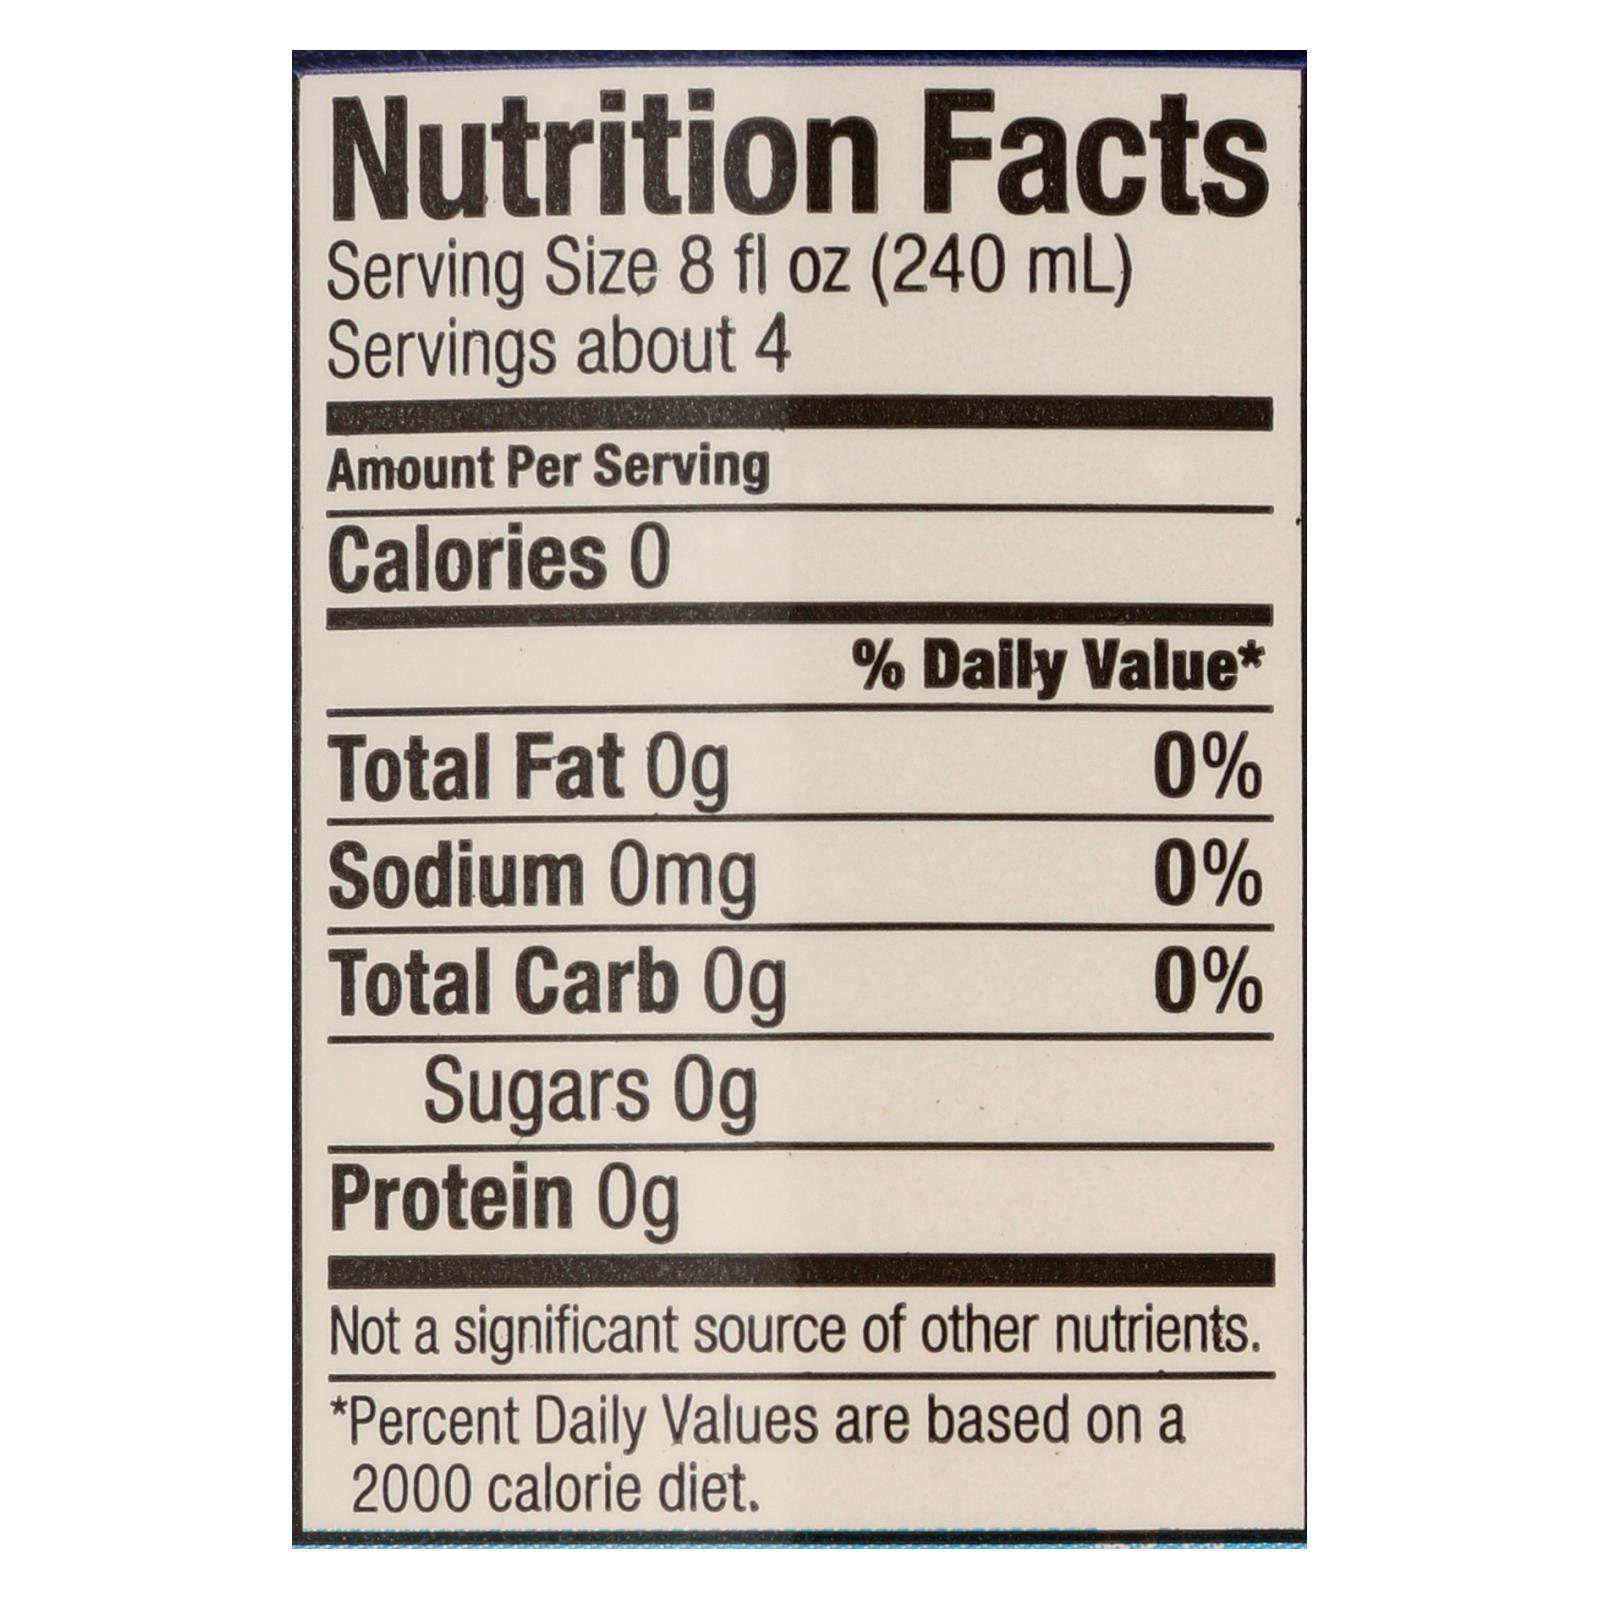 Nutrition Facts
Serving Size 8 fl oz (240 mL)
Servings about 4
Amount Per Serving
Calories 0
% Daily Value*
Total Fat 0g 0%
Sodium 0mg 0%
Total Carb 0g 0%
Sugars 0g
Protein 0g
Not a significant source of other nutrients.
*Percent Daily Values are based on a
2000 calorie diet.